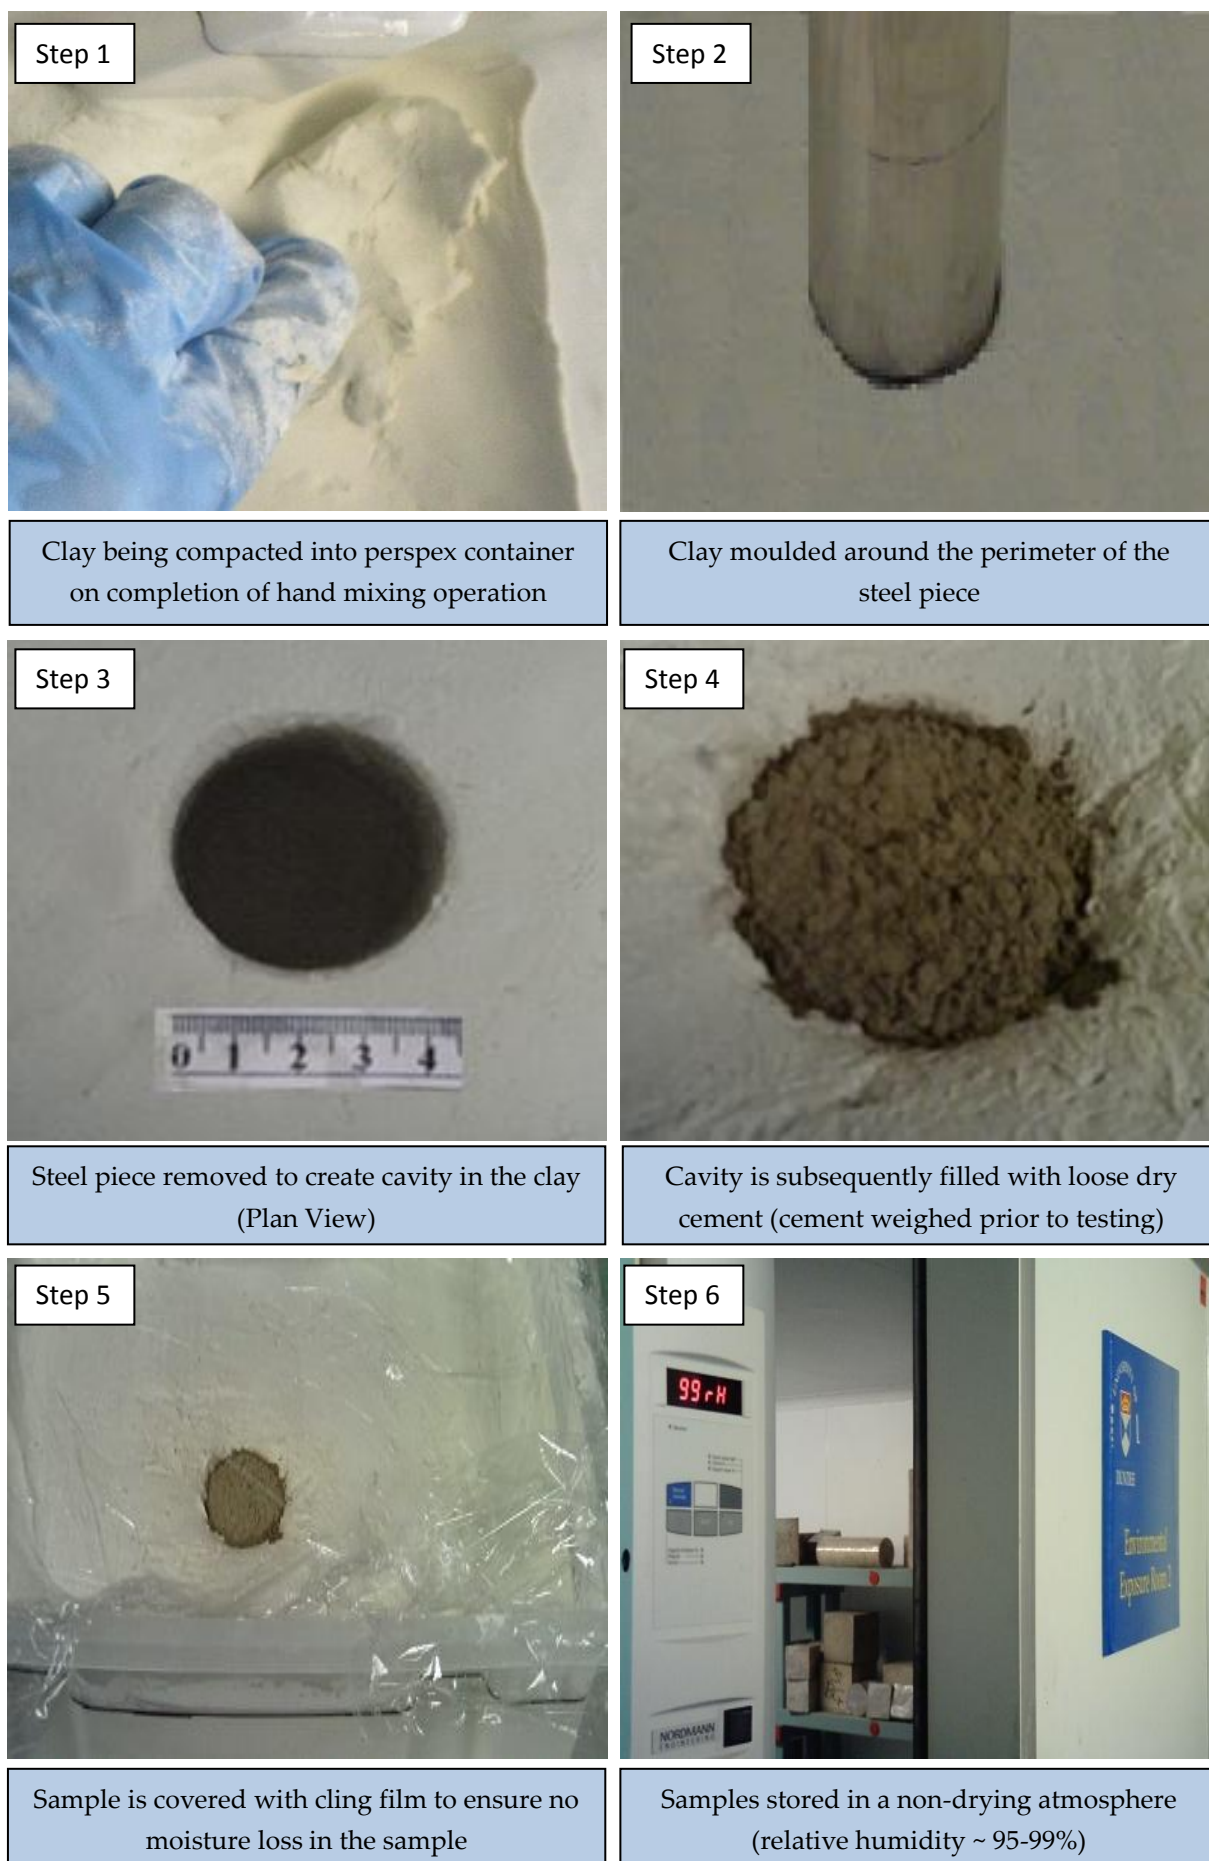 Step 1
Step 2
Clay being compacted into perspex container
on completion of hand mixing operation
Clay moulded around the perimeter of the
steel piece
Step 3
0 1 2 3 4
Step 4
Steel piece removed to create cavity in the clay
(Plan View)
Cavity is subsequently filled with loose dry
cement (cement weighed prior to testing)
Step 5
Step 6
99rH
DUNDEE
Environmental
Exposure Room 2
NORDMANN
ENGINEERING
Sample is covered with cling film to ensure no
moisture loss in the sample
Samples stored in a non-drying atmosphere
(relative humidity ~ 95-99%)